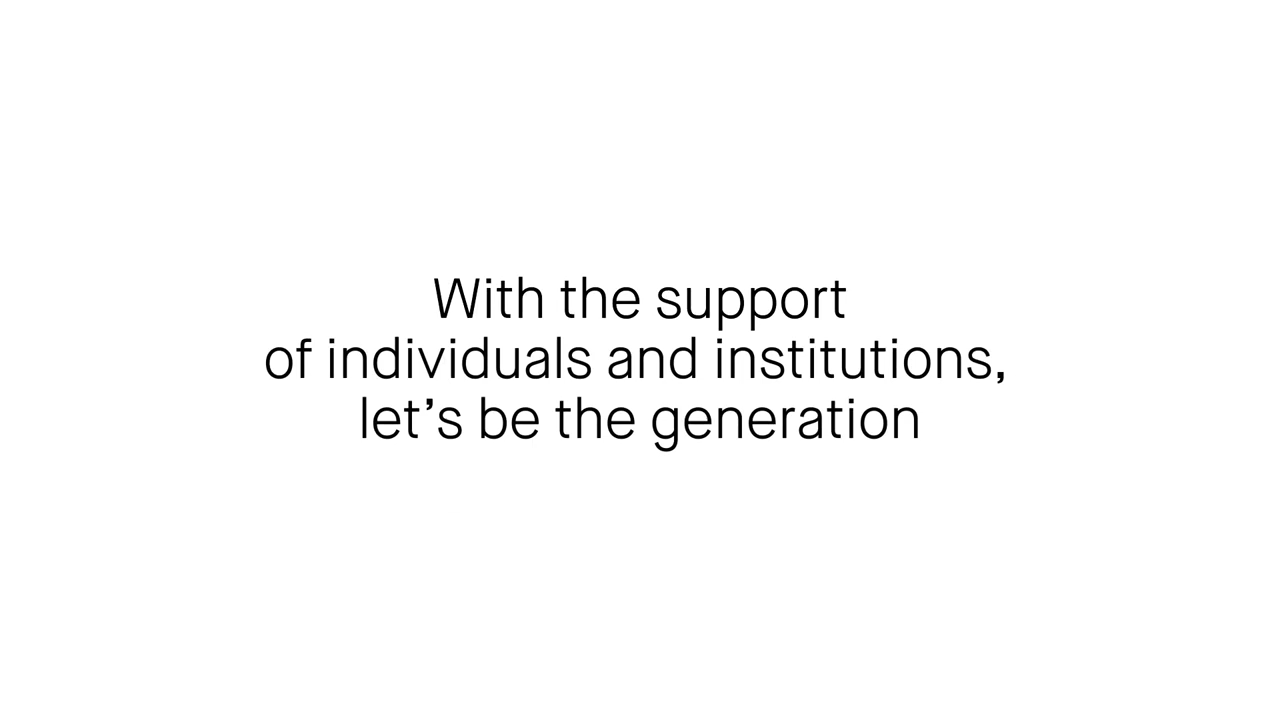 With the support
of individuals and institutions,
let’s be the generation